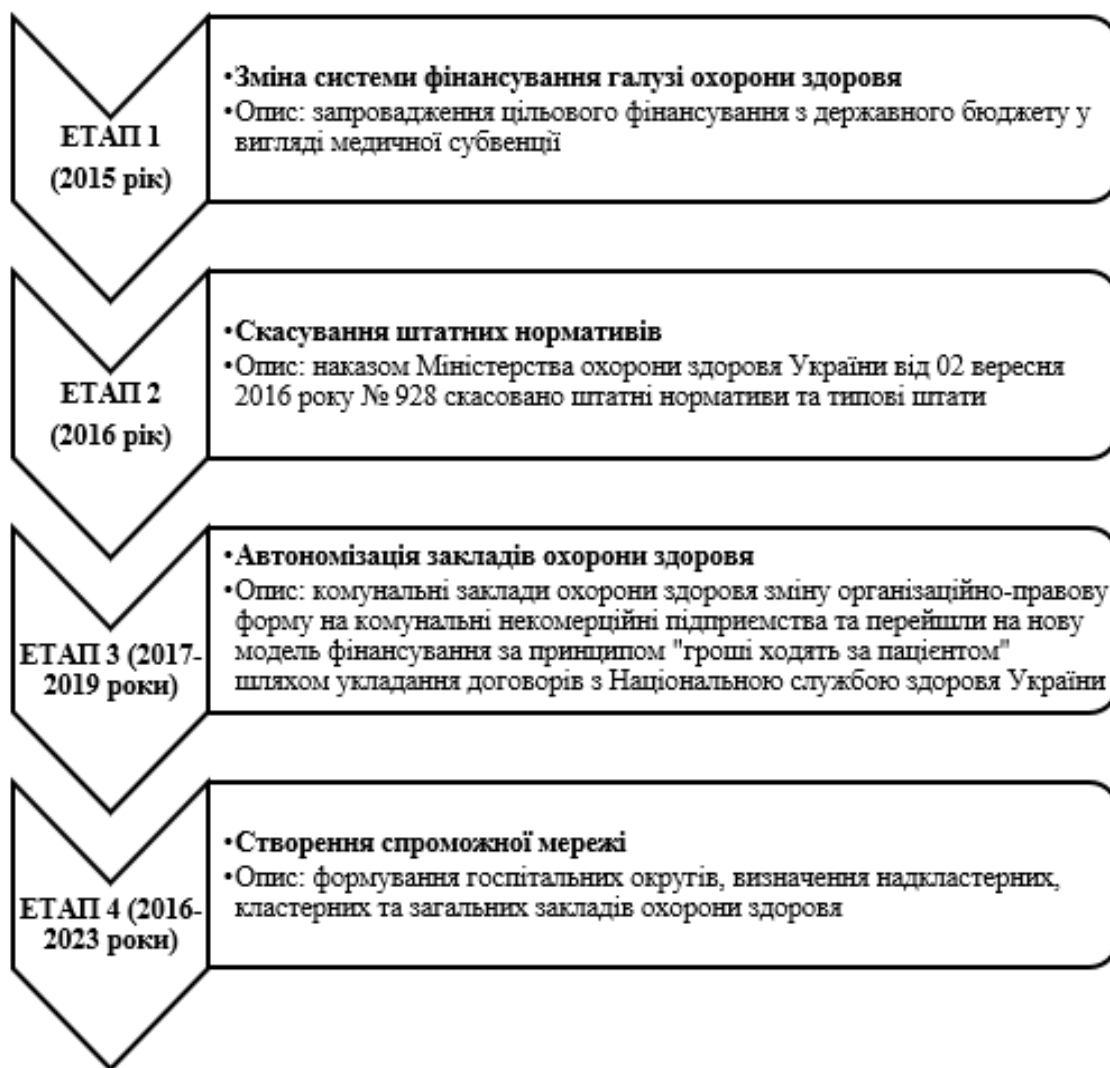 ЕТАП 1
(2015 рік)
•Зміна системи фінансування галузі охорони здоровя
•Опис: запровадження цільового фінансування з державного бюджету у
вигляді медичної субвенції
ЕТАП 2
(2016 рік)
•Скасування штатних нормативів
•Опис: наказом Міністерства охорони здоровя України від 02 вересня
2016 року № 928 скасовано штатні нормативи та типові штати
ЕТАП 3 (2017-
2019 роки)
•Автономізація закладів охорони здоровя
•Опис: комунальні заклади охорони здоровя зміну організаційно-правову
форму на комунальні некомерційні підприємства та перейшли на нову
модель фінансування за принципом "гроші ходять за пацієнтом"
шляхом укладання договорів з Національною службою здоровя України
ЕТАП 4 (2016-
2023 роки)
•Створення спроможної мережі
•Опис: формування госпітальних округів, визначення надкластерних,
кластерних та загальних закладів охорони здоровя